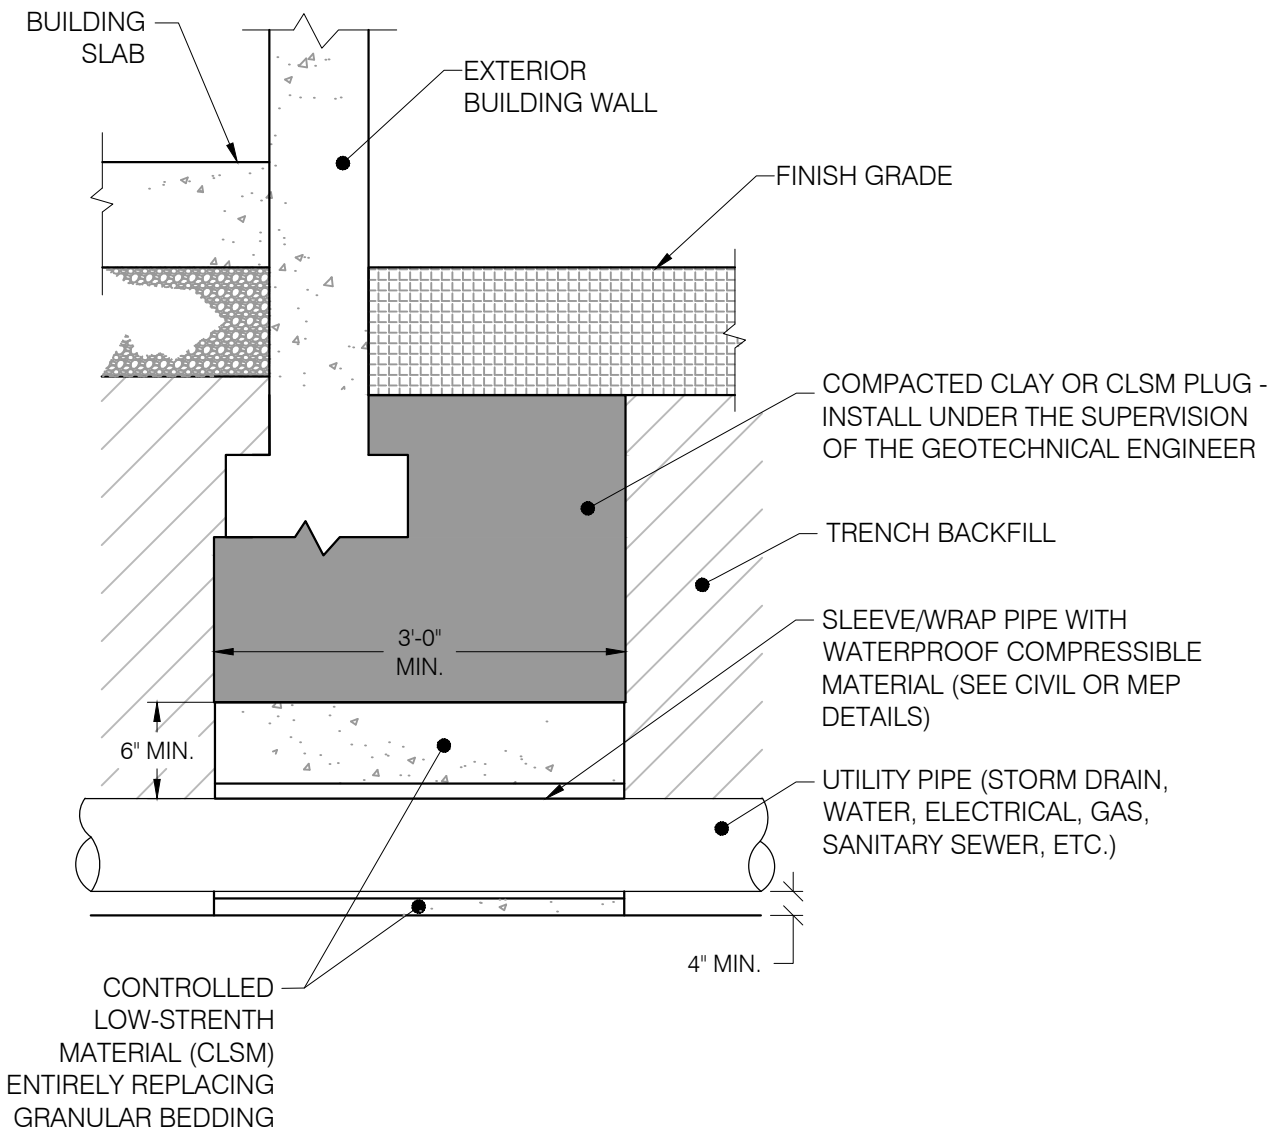 BUILDING
SLAB
EXTERIOR
BUILDING WALL
FINISH GRADE
COMPACTED CLAY OR CLSM PLUG -
INSTALL UNDER THE SUPERVISION
OF THE GEOTECHNICAL ENGINEER
TRENCH BACKFILL
SLEEVE/WRAP PIPE WITH
WATERPROOF COMPRESSIBLE
MATERIAL (SEE CIVIL OR MEP
DETAILS)
3'-0"
MIN.
6" MIN.
UTILITY PIPE (STORM DRAIN,
WATER, ELECTRICAL, GAS,
SANITARY SEWER, ETC.)
4" MIN.
CONTROLLED
LOW-STRENTH
MATERIAL (CLSM)
ENTIRELY REPLACING
GRANULAR BEDDING